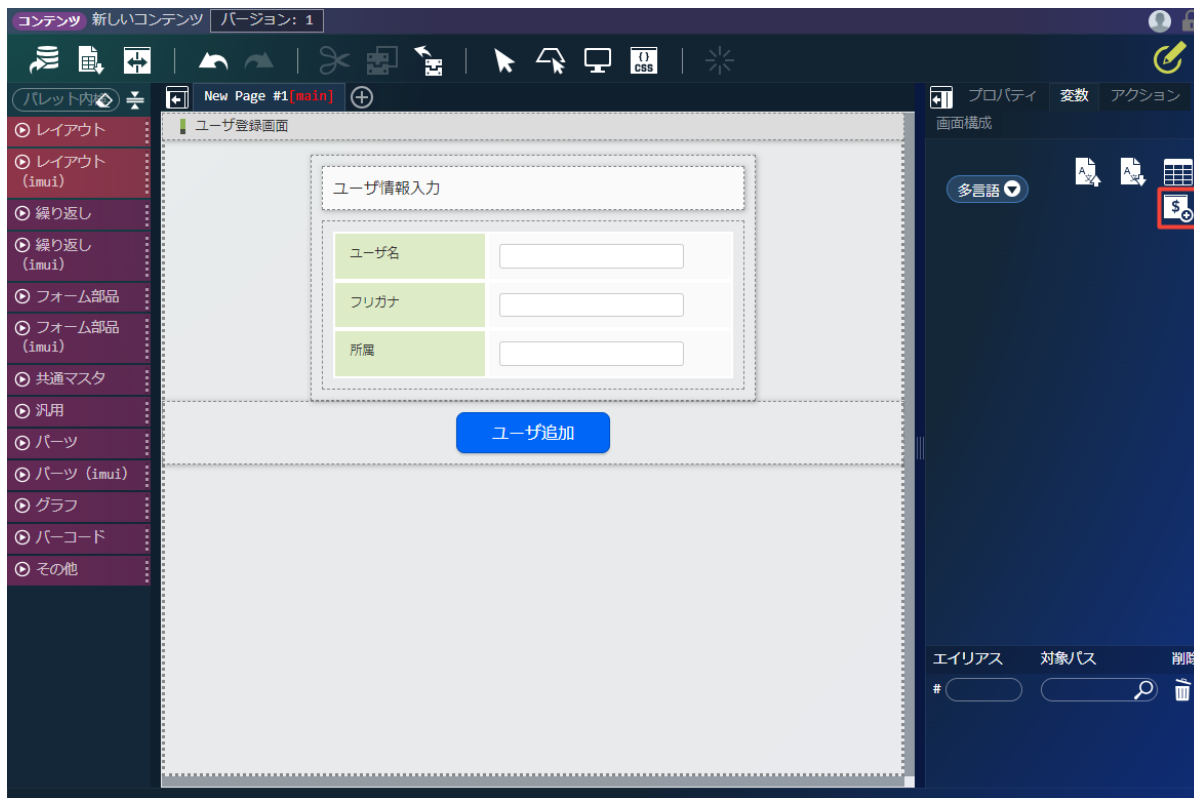 コンテンツ 新しいコンテンツ バージョン: 1
{} CSS
パレット内検
New Page #1[main]
プロパティ 変数 アクション
画面構成
レイアウト
レイアウト
(imui)
繰り返し
繰り返し
(imui)
フォーム部品
フォーム部品
(imui)
共通マスタ
汎用
パーツ
パーツ (imui)
グラフ
バーコード
その他
ユーザ登録画面
ユーザ情報入力
ユーザ名
フリガナ
所属
ユーザ追加
多言語
$
エイリアス 対象パス 削除
#